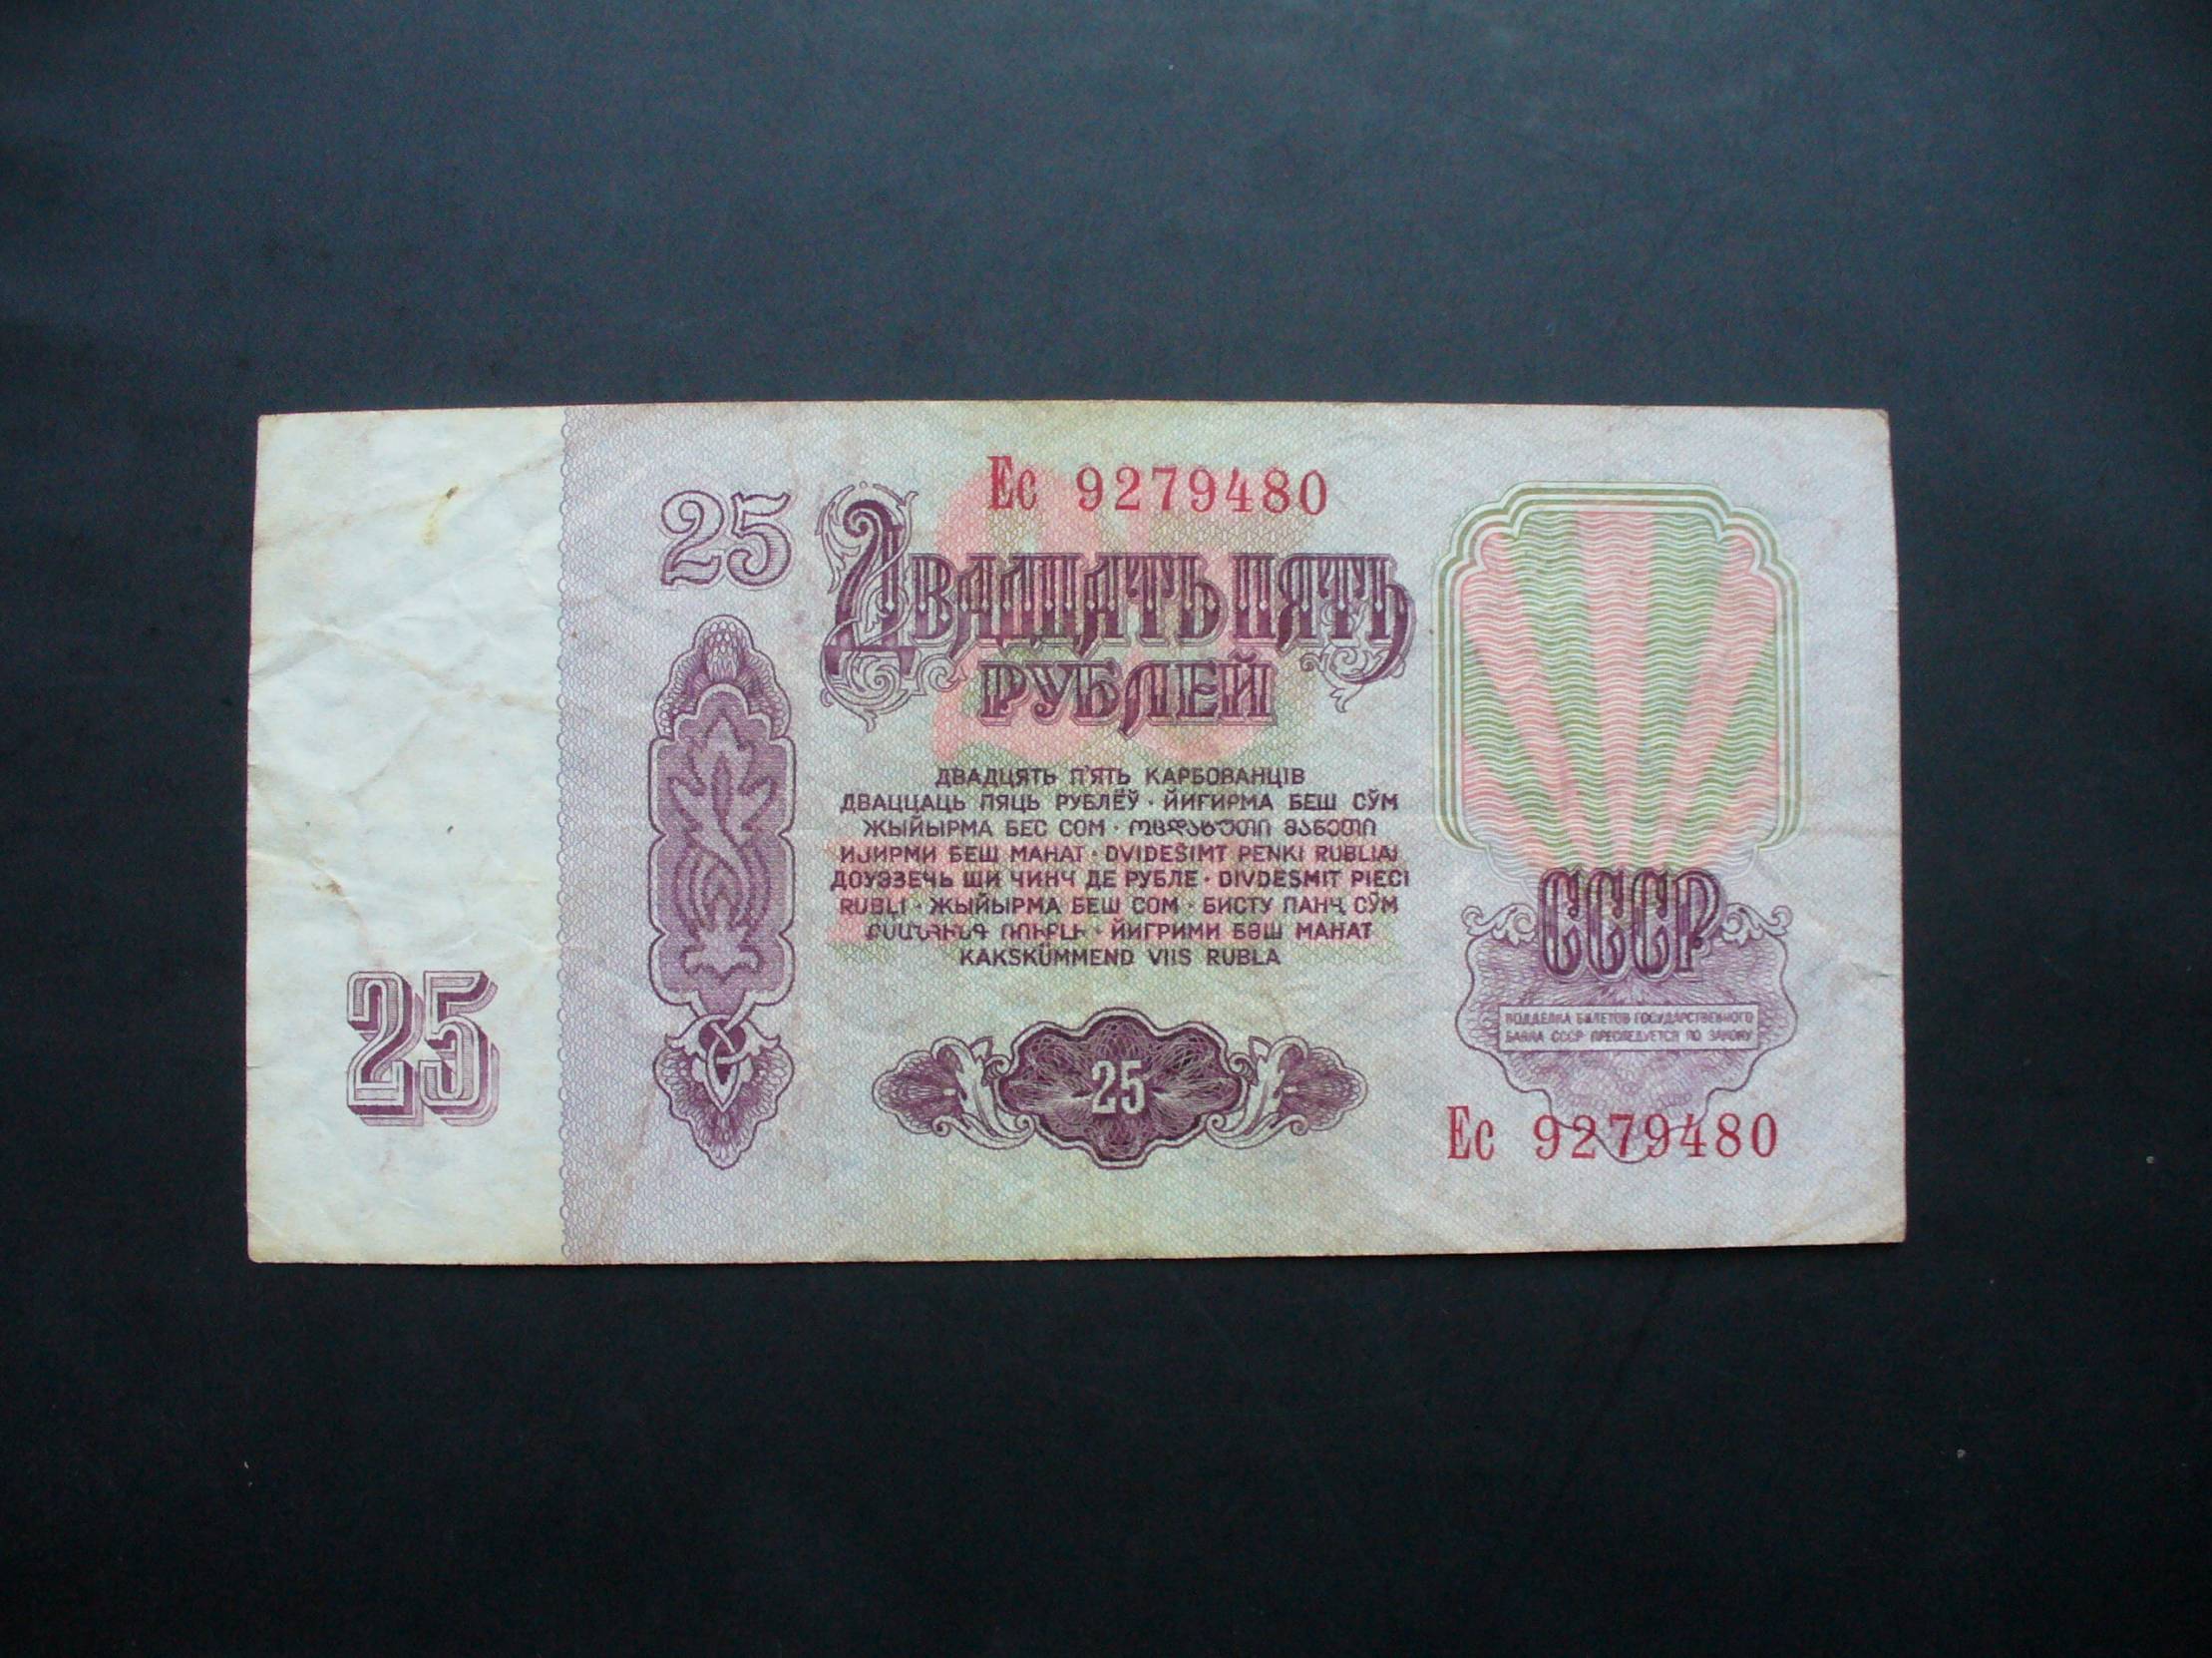 Ес 9279480
25
Двадцать пять
рублей
ДВАДЦЯТЬ П'ЯТЬ КАРБОВАНЦІВ
ДВАЦЦАЦЬ ПЯЦЬ РУБЛЁЎ · ЙИГИРМА БЕШ СЎМ
ЖЫЙЫРМА БЕС СОМ · ოცდახუთი მანეთი
ИЈИРМИ БЕШ МАНАТ · DVIDEŠIMT PENKI RUBLIAI
ДОУЭЗЕЧЬ ШИ ЧИНЧ ДЕ РУБЛЕ · DIVDESMIT PIECI
RUBĻI · ЖЫЙЫРМА БЕШ СОМ · БИСТУ ПАНҶ СЎМ
ՔՍԱՆՀԻՆԳ ՌՈՒԲԼԻ · ЙИГРИМИ БӘШ МАНАТ
KAKSKÜMMEND VIIS RUBLA
СССР
ПОДДЕЛКА БИЛЕТОВ ГОСУДАРСТВЕННОГО
БАНКА СССР ПРЕСЛЕДУЕТСЯ ПО ЗАКОНУ
25
25
Ес 9279480